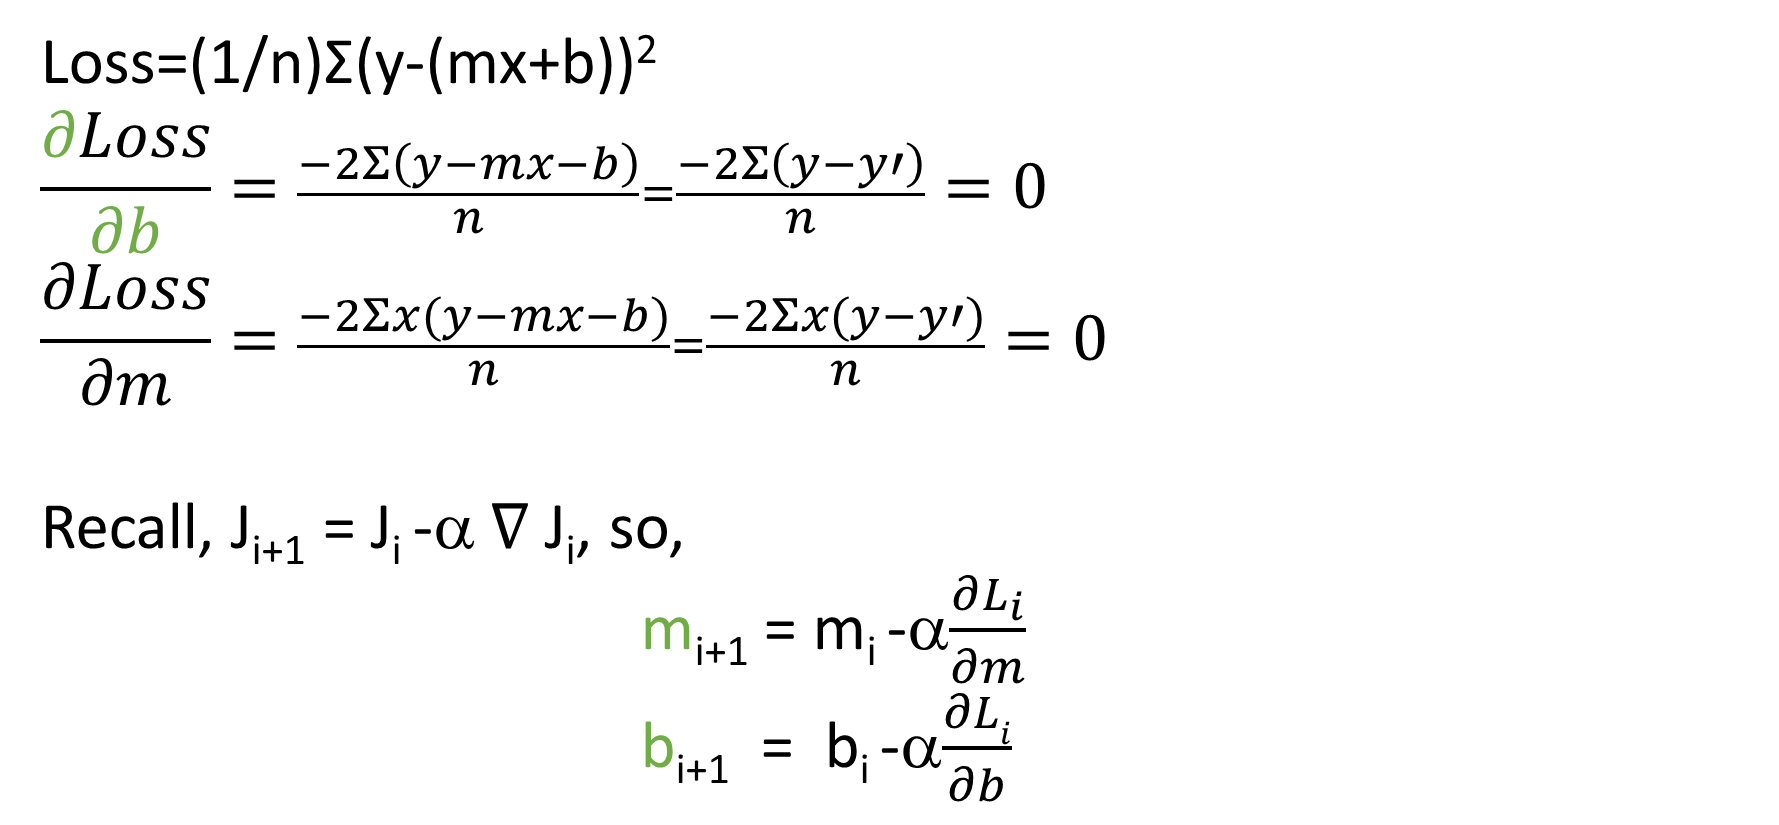 Loss=(1/n)Σ(y-(mx+b))²
∂Loss/∂b = −2Σ(y−mx−b)/n = −2Σ(y−y′)/n = 0
∂Loss/∂m = −2Σx(y−mx−b)/n = −2Σx(y−y′)/n = 0
Recall, Jᵢ₊₁ = Jᵢ -α ∇ Jᵢ, so,
mᵢ₊₁ = mᵢ -α ∂Lᵢ/∂m
bᵢ₊₁ = bᵢ -α ∂Lᵢ/∂b